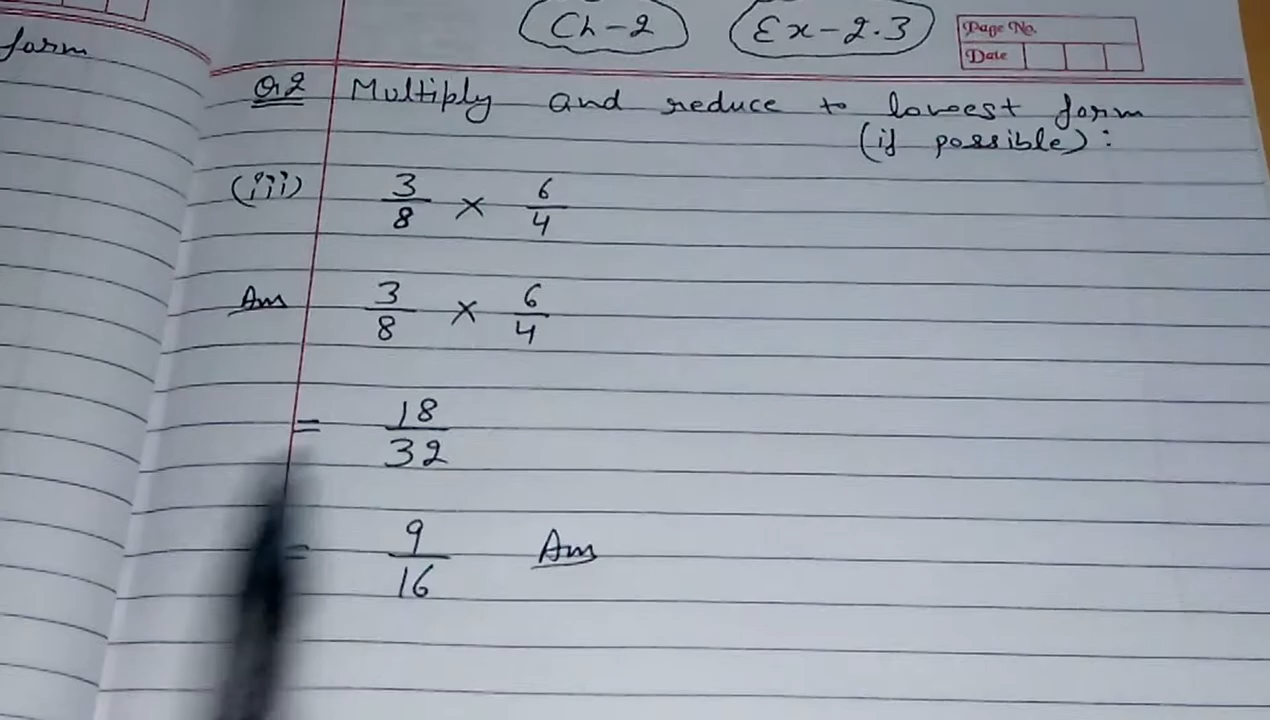 form
Ch-2 Ex-2.3
Page No.
Date
Q2 Multiply and reduce to lowest form
(if possible):
(iii) 3/8 × 6/4
Ans 3/8 × 6/4
= 18/32
= 9/16 Ans